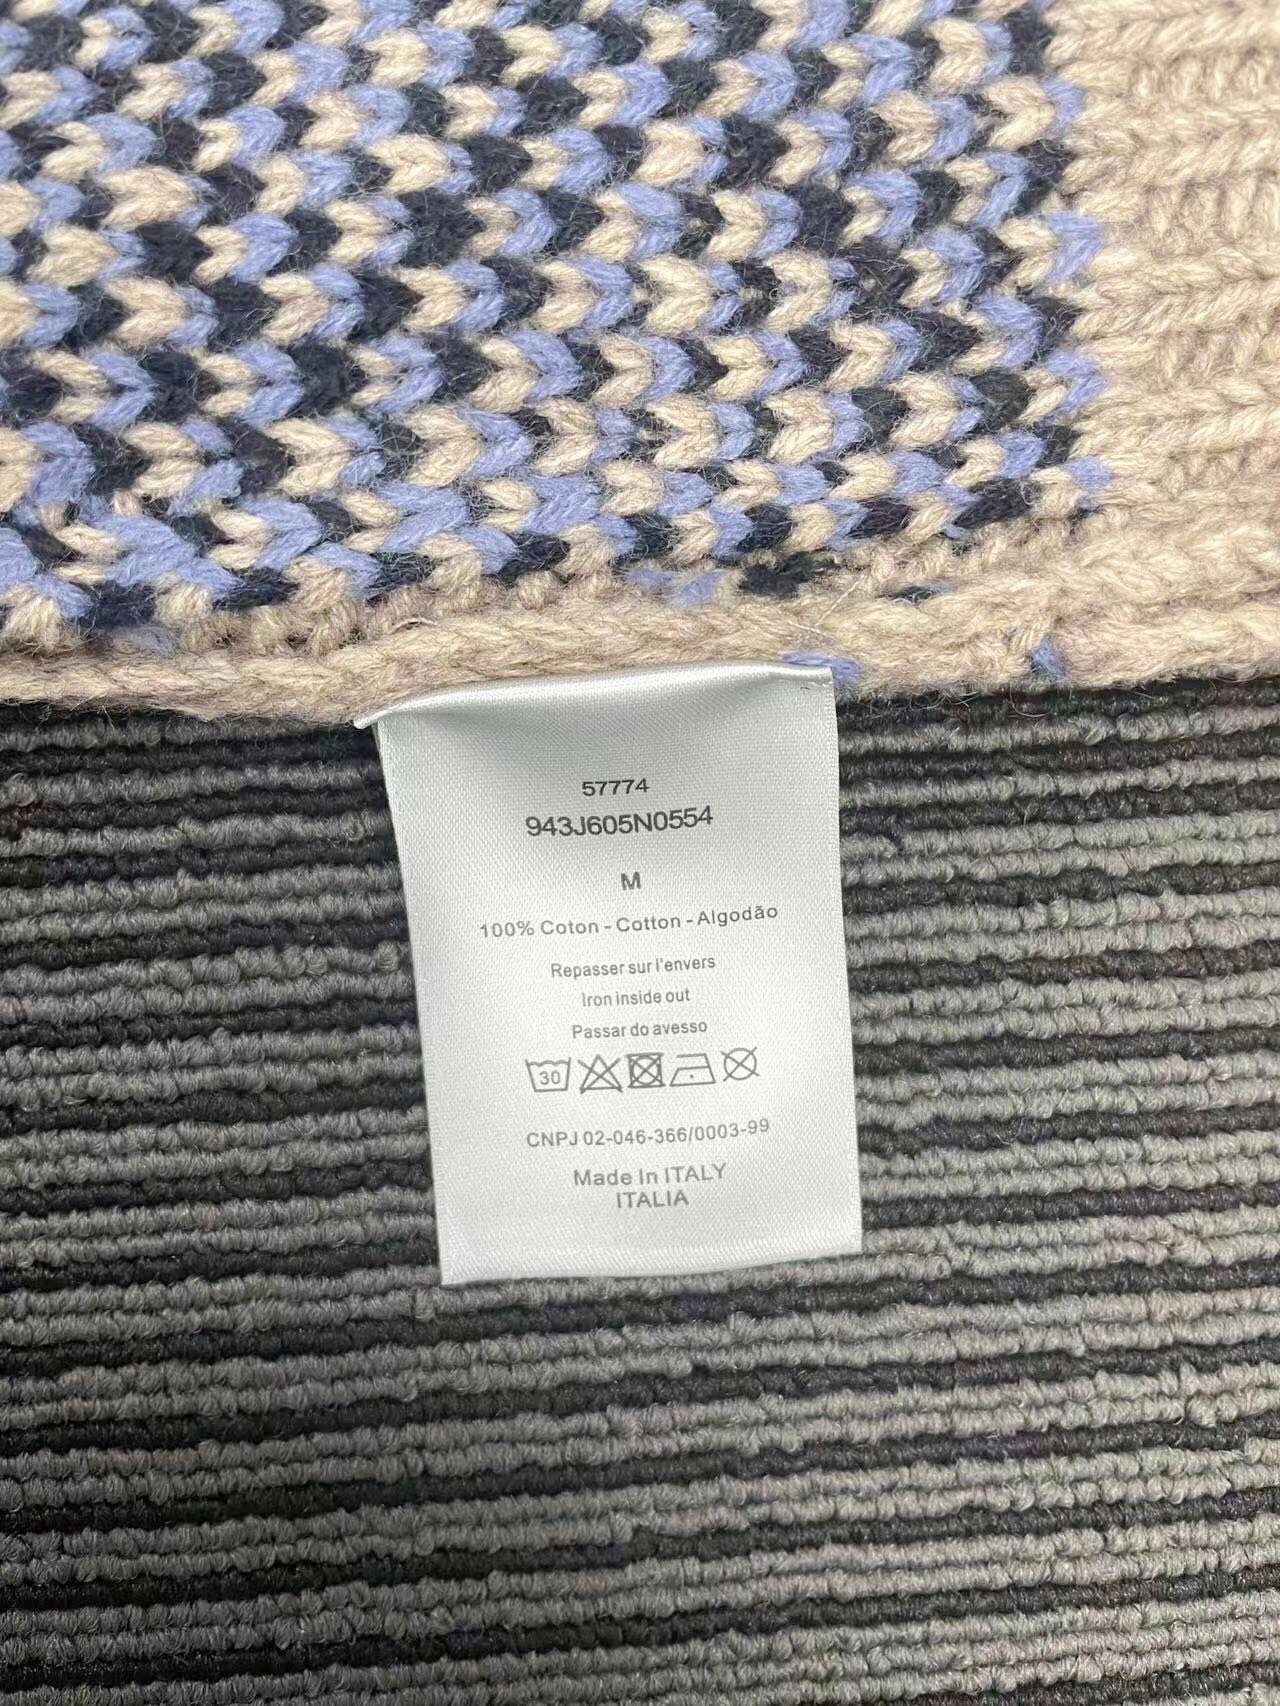 57774
943J605N0554
M
100% Coton - Cotton - Algodão
Repasser sur l'envers
Iron inside out
Passar do avesso
30
CNPJ 02-046-366/0003-99
Made In ITALY
ITALIA